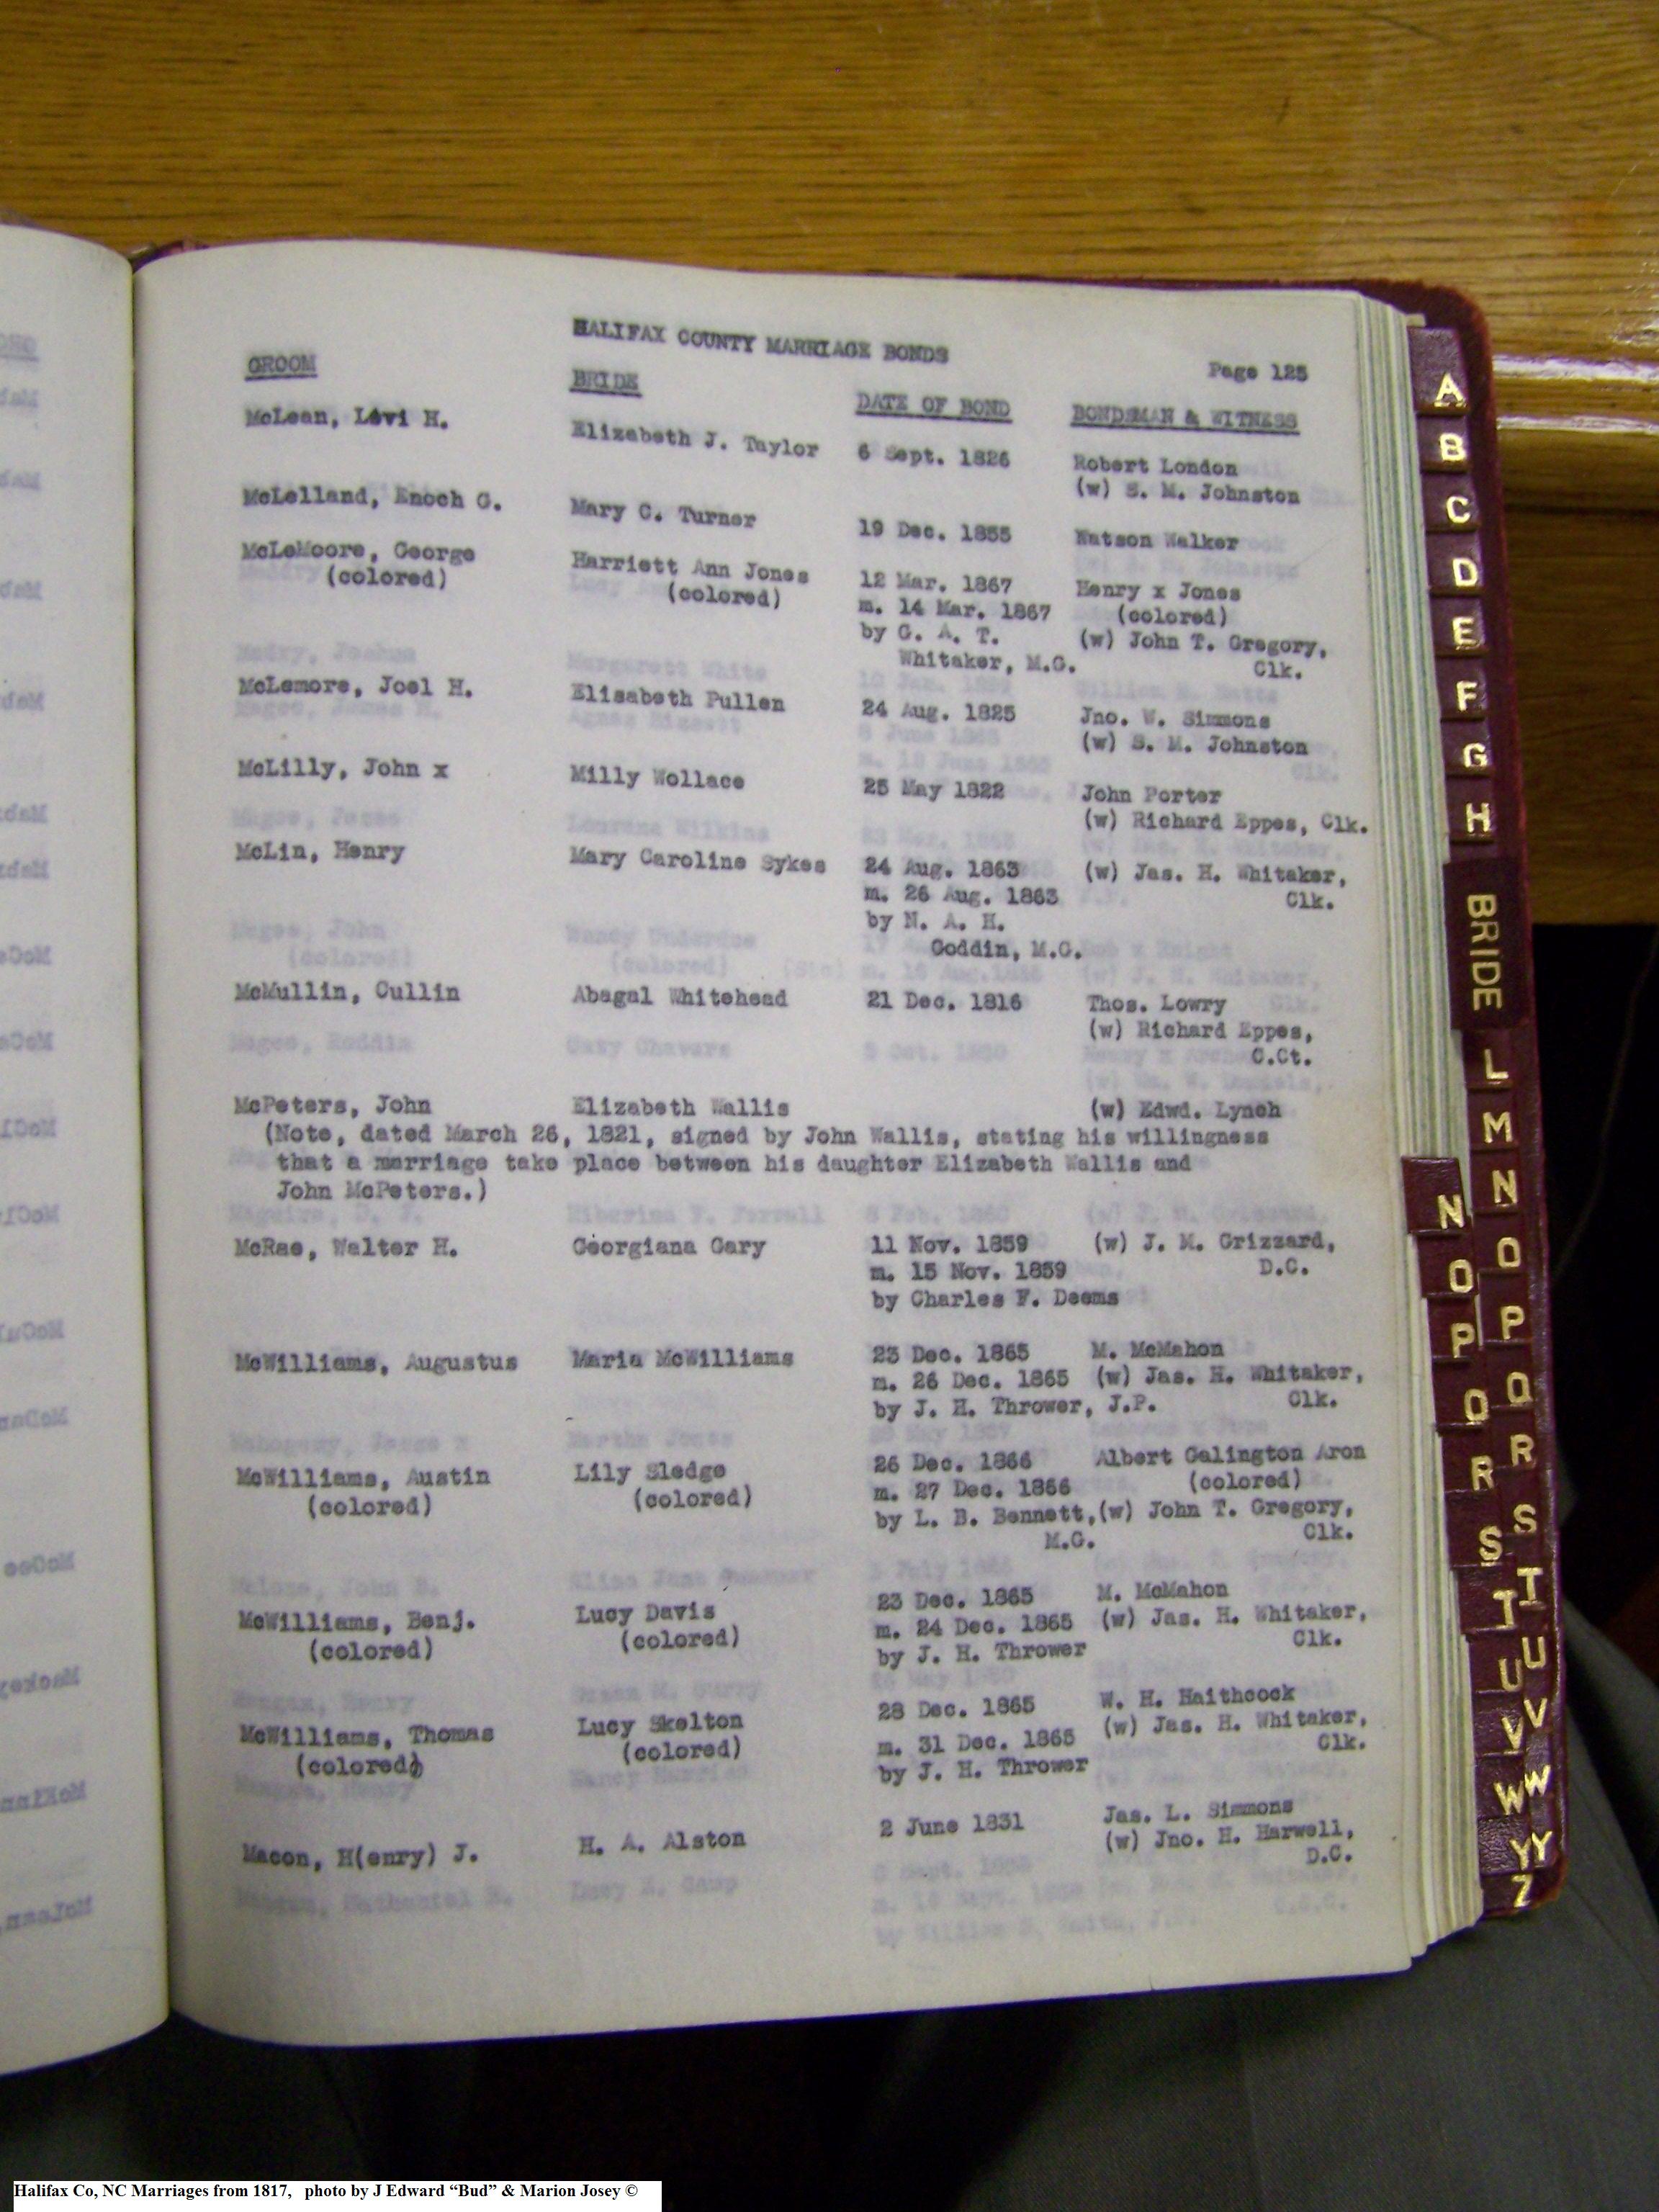 HALIFAX COUNTY MARRIAGE BONDS
Page 125
GROOM BRIDE DATE OF BOND BONDSMAN & WITNESS
McLean, Levi H. Elizabeth J. Taylor 6 Sept. 1826 Robert London
(w) S. M. Johnston
McLelland, Enoch G. Mary C. Turner 19 Dec. 1855 Watson Walker
McLeMoore, George Harriett Ann Jones 12 Mar. 1867 Henry x Jones
(colored) (colored) m. 14 Mar. 1867 (colored)
by G. A. T. (w) John T. Gregory,
Whitaker, M.G. Clk.
McLemore, Joel H. Elisabeth Pullen 24 Aug. 1825 Jno. W. Simmons
(w) S. M. Johnston
McLilly, John x Milly Wollace 25 May 1822 John Porter
(w) Richard Eppes, Clk.
McLin, Henry Mary Caroline Sykes 24 Aug. 1863 (w) Jas. H. Whitaker,
m. 26 Aug. 1863 Clk.
by N. A. H.
Goddin, M.G.
McMullin, Cullin Abagal Whitehead 21 Dec. 1816 Thos. Lowry
(w) Richard Eppes,
C.Ct.
McPeters, John Elizabeth Wallis (w) Edwd. Lynch
(Note, dated March 26, 1821, signed by John Wallis, stating his willingness
that a marriage take place between his daughter Elizabeth Wallis and
John McPeters.)
McRae, Walter H. Georgiana Gary 11 Nov. 1859 (w) J. M. Grizzard,
m. 15 Nov. 1859 D.C.
by Charles F. Deems
McWilliams, Augustus Maria McWilliams 23 Dec. 1865 M. McMahon
m. 26 Dec. 1865 (w) Jas. H. Whitaker,
by J. H. Thrower, J.P. Clk.
McWilliams, Austin Lily Sledge 26 Dec. 1866 Albert Galington Aron
(colored) (colored) m. 27 Dec. 1866 (colored)
by L. B. Bennett, (w) John T. Gregory,
M.G. Clk.
McWilliams, Benj. Lucy Davis 23 Dec. 1865 M. McMahon
(colored) (colored) m. 24 Dec. 1865 (w) Jas. H. Whitaker,
by J. H. Thrower Clk.
McWilliams, Thomas Lucy Skelton 28 Dec. 1865 W. H. Haithcock
(colored) (colored) m. 31 Dec. 1865 (w) Jas. H. Whitaker,
by J. H. Thrower Clk.
Macon, H(enry) J. H. A. Alston 2 June 1831 Jas. L. Simmons
(w) Jno. H. Harwell,
D.C.
A
B
C
D
E
F
G
H
BRIDE
L
M
N N
O O
P P
Q Q
R R
S S
T T
U U
V V
W W
Y Y
Z
Halifax Co, NC Marriages from 1817, photo by J Edward “Bud” & Marion Josey ©